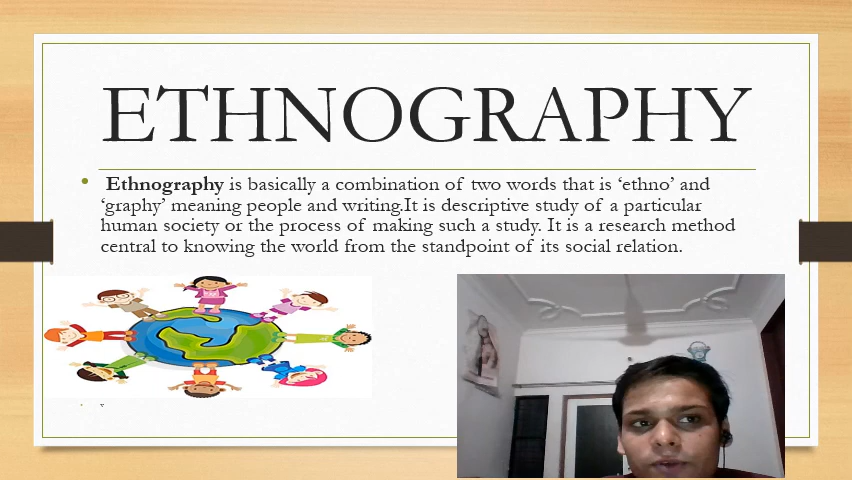 ETHNOGRAPHY
• Ethnography is basically a combination of two words that is ‘ethno’ and
‘graphy’ meaning people and writing.It is descriptive study of a particular
human society or the process of making such a study. It is a research method
central to knowing the world from the standpoint of its social relation.